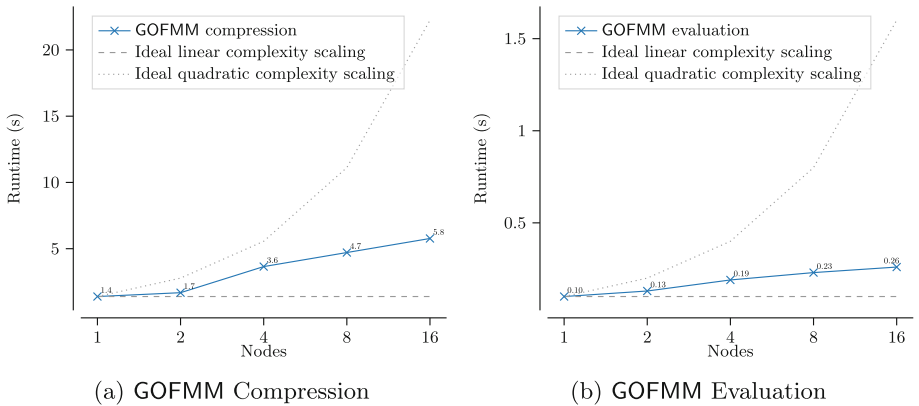 GOFMM compression
Ideal linear complexity scaling
Ideal quadratic complexity scaling
20
15
10
5
Runtime (s)
1.4
1.7
3.6
4.7
5.8
1 2 4 8 16
Nodes
(a) GOFMM Compression
GOFMM evaluation
Ideal linear complexity scaling
Ideal quadratic complexity scaling
1.5
1
0.5
Runtime (s)
0.10
0.13
0.19
0.23
0.26
1 2 4 8 16
Nodes
(b) GOFMM Evaluation